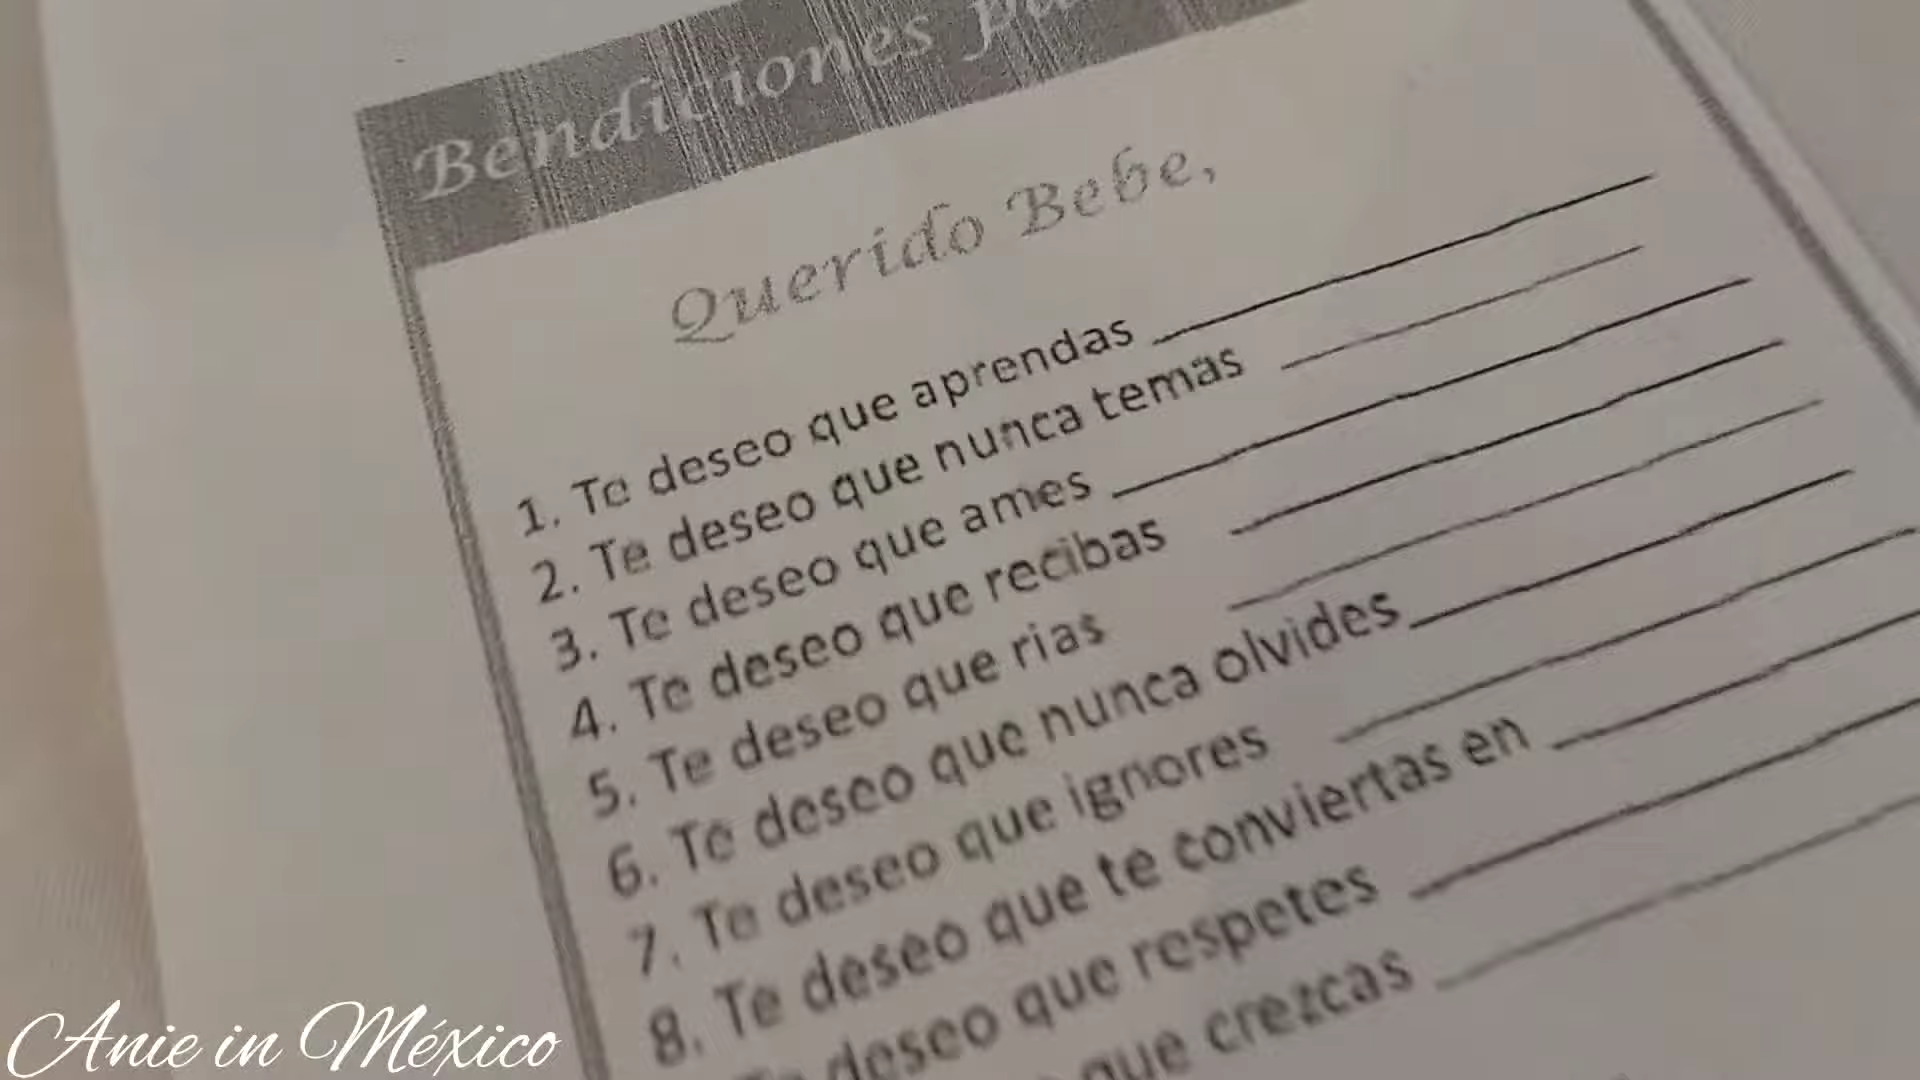 Bendiciones
Querido Bebe,
1. Te deseo que aprendas
2. Te deseo que nunca temas
3. Te deseo que ames
4. Te deseo que recibas
5. Te deseo que rias
6. Te deseo que nunca olvides
7. Te deseo que ignores
8. Te deseo que te conviertas en
deseo que respetes
que crezcas
Anie in México